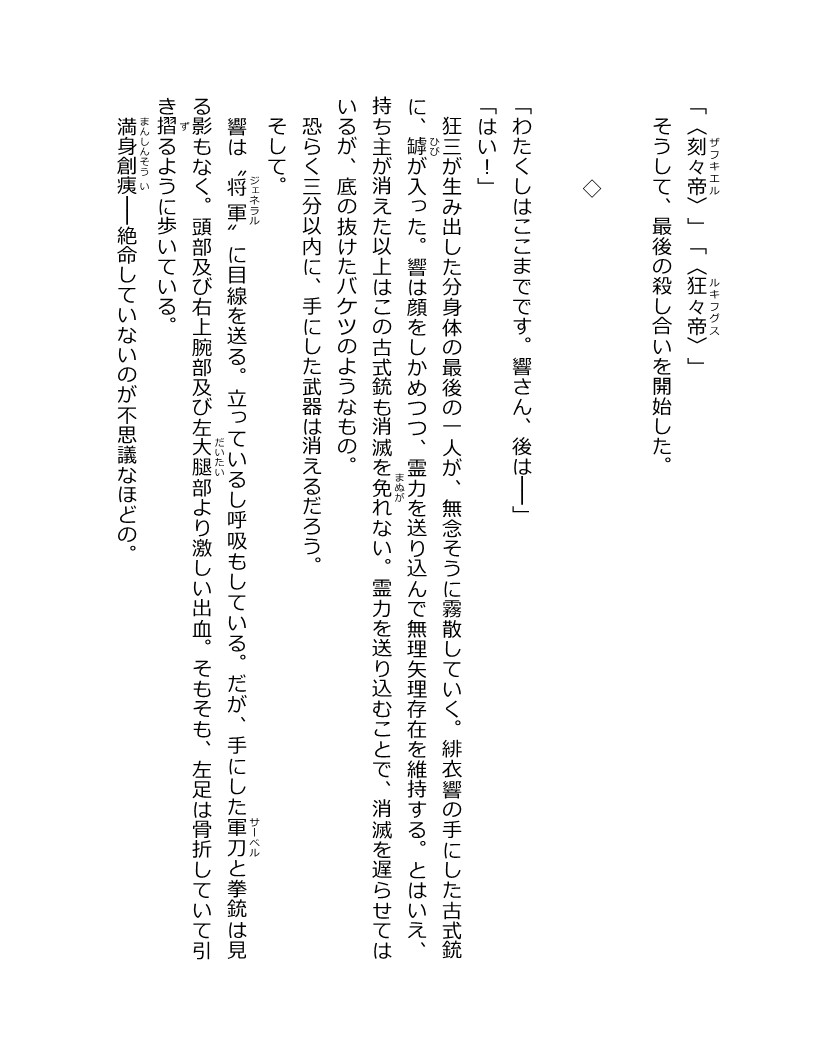 「〈刻々帝〉」「〈狂々帝〉」
そうして、最後の殺し合いを開始した。
◇
「わたくしはここまでです。響さん、後は――」
「はい！」
狂三が生み出した分身体の最後の一人が、無念そうに霧散していく。緋衣響の手にした古式銃
に、罅が入った。響は顔をしかめつつ、霊力を送り込んで無理矢理存在を維持する。とはいえ、
持ち主が消えた以上はこの古式銃も消滅を免れない。霊力を送り込むことで、消滅を遅らせては
いるが、底の抜けたバケツのようなもの。
恐らく三分以内に、手にした武器は消えるだろう。
そして。
響は〝将軍〟に目線を送る。立っているし呼吸もしている。だが、手にした軍刀と拳銃は見
る影もなく。頭部及び右上腕部及び左大腿部より激しい出血。そもそも、左足は骨折していて引
き摺るように歩いている。
満身創痍――絶命していないのが不思議なほどの。
ザフキエル
ルキフグス
ひび
まぬが
ジェネラル
サーベル
だいたい
ず
まんしんそうい